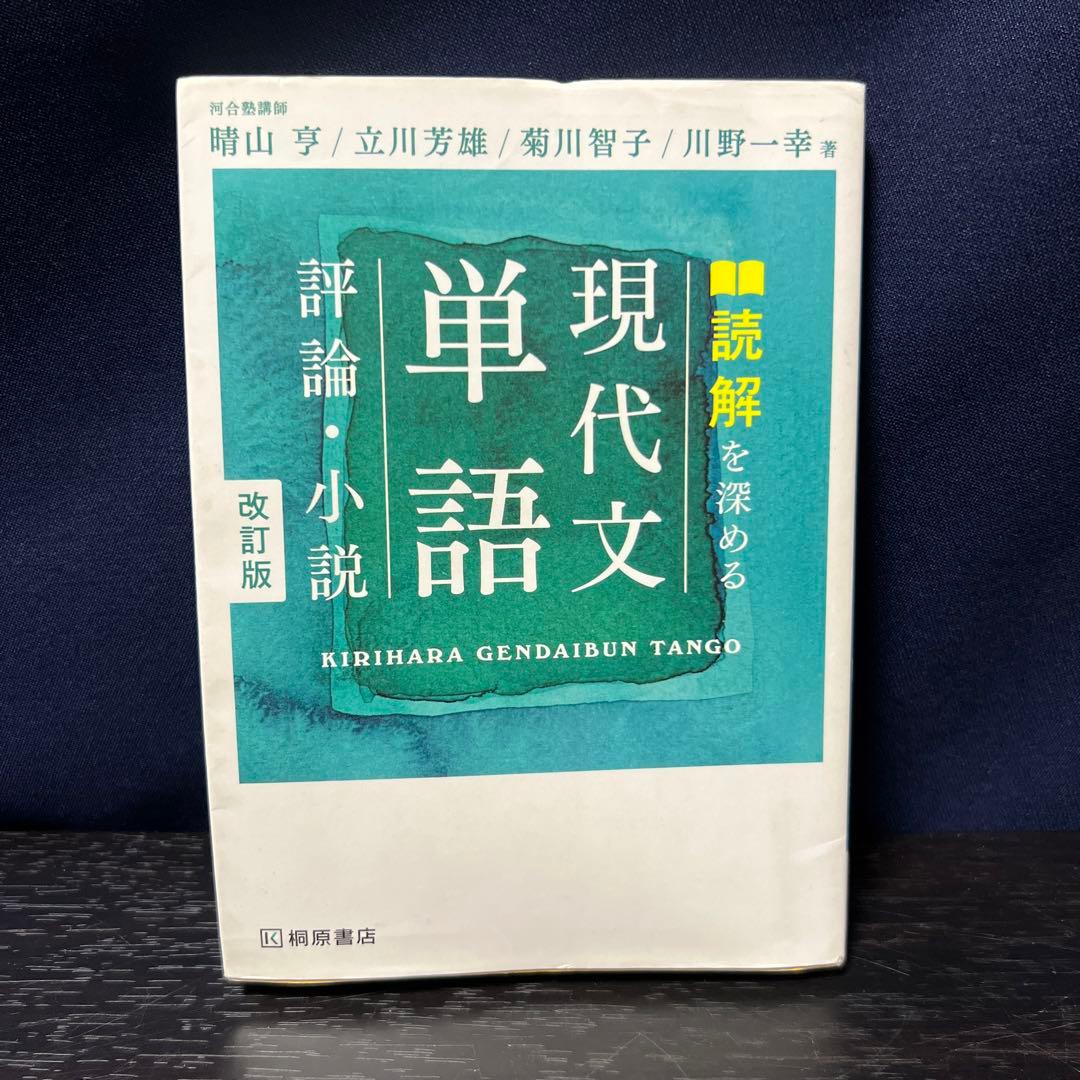 河合塾講師
晴山 亨/立川芳雄/菊川智子/川野一幸 著
読解を深める
現代文
単語
評論・小説
改訂版
KIRIHARA GENDAIBUN TANGO
K 桐原書店